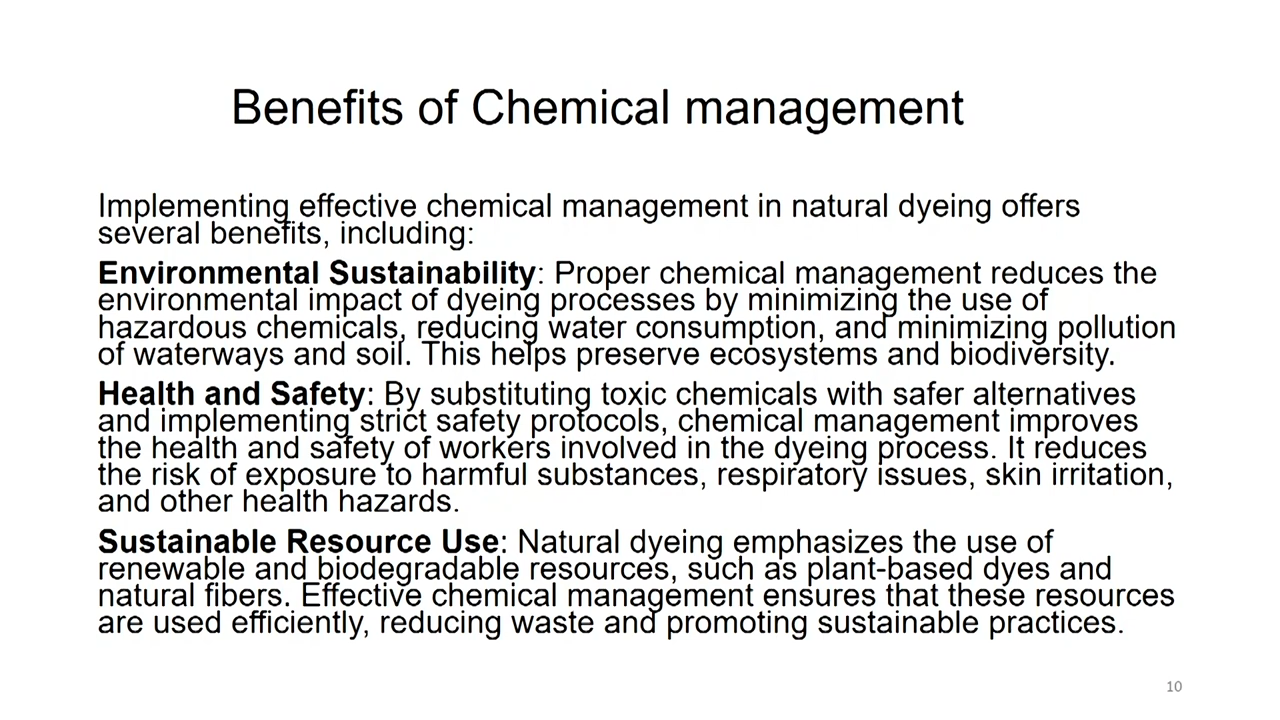 Benefits of Chemical management
Implementing effective chemical management in natural dyeing offers
several benefits, including:
Environmental Sustainability: Proper chemical management reduces the
environmental impact of dyeing processes by minimizing the use of
hazardous chemicals, reducing water consumption, and minimizing pollution
of waterways and soil. This helps preserve ecosystems and biodiversity.
Health and Safety: By substituting toxic chemicals with safer alternatives
and implementing strict safety protocols, chemical management improves
the health and safety of workers involved in the dyeing process. It reduces
the risk of exposure to harmful substances, respiratory issues, skin irritation,
and other health hazards.
Sustainable Resource Use: Natural dyeing emphasizes the use of
renewable and biodegradable resources, such as plant-based dyes and
natural fibers. Effective chemical management ensures that these resources
are used efficiently, reducing waste and promoting sustainable practices.
10